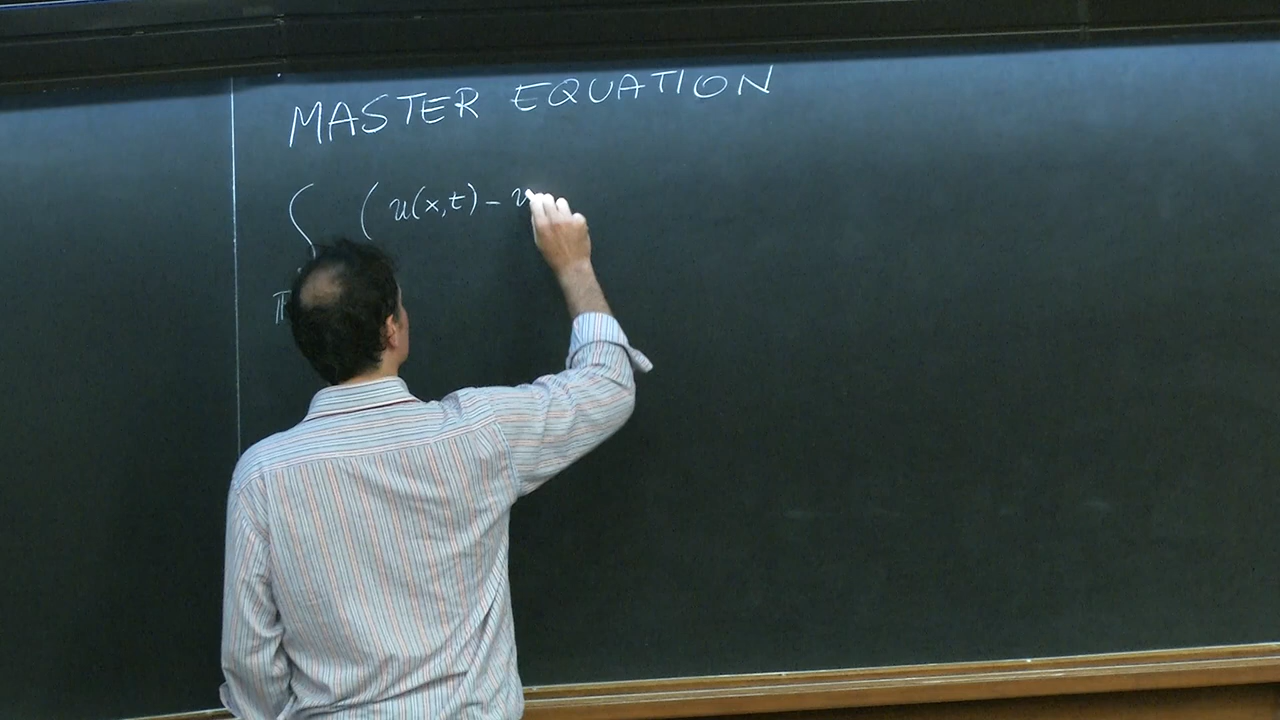 MASTER EQUATION
∫ ( u(x,t) - u